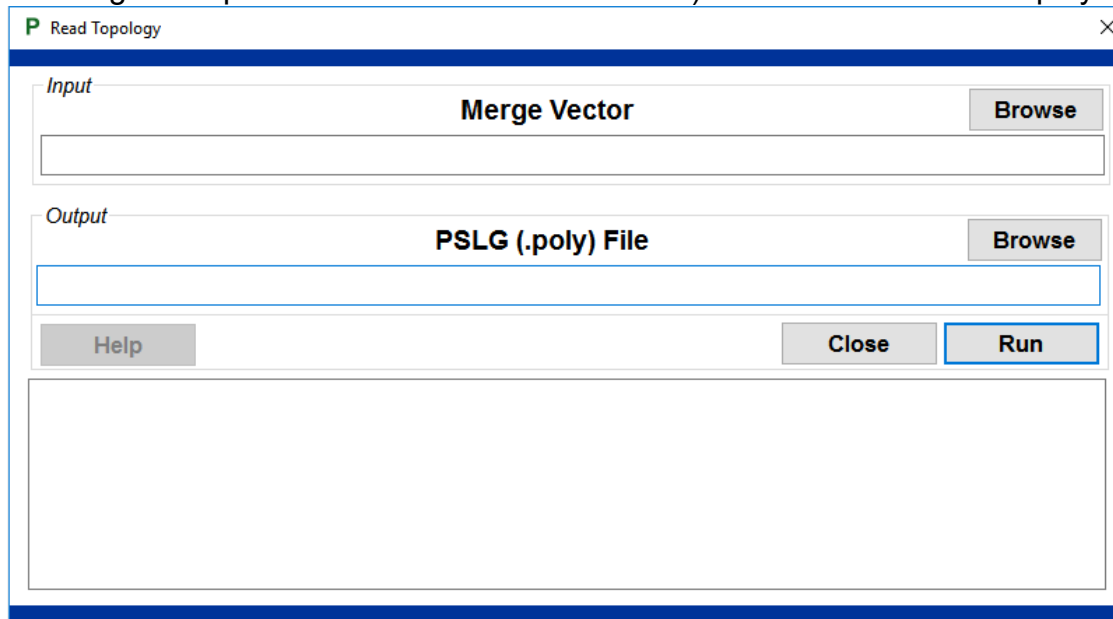 P Read Topology
Input
Merge Vector
Browse
Output
PSLG (.poly) File
Browse
Help
Close
Run